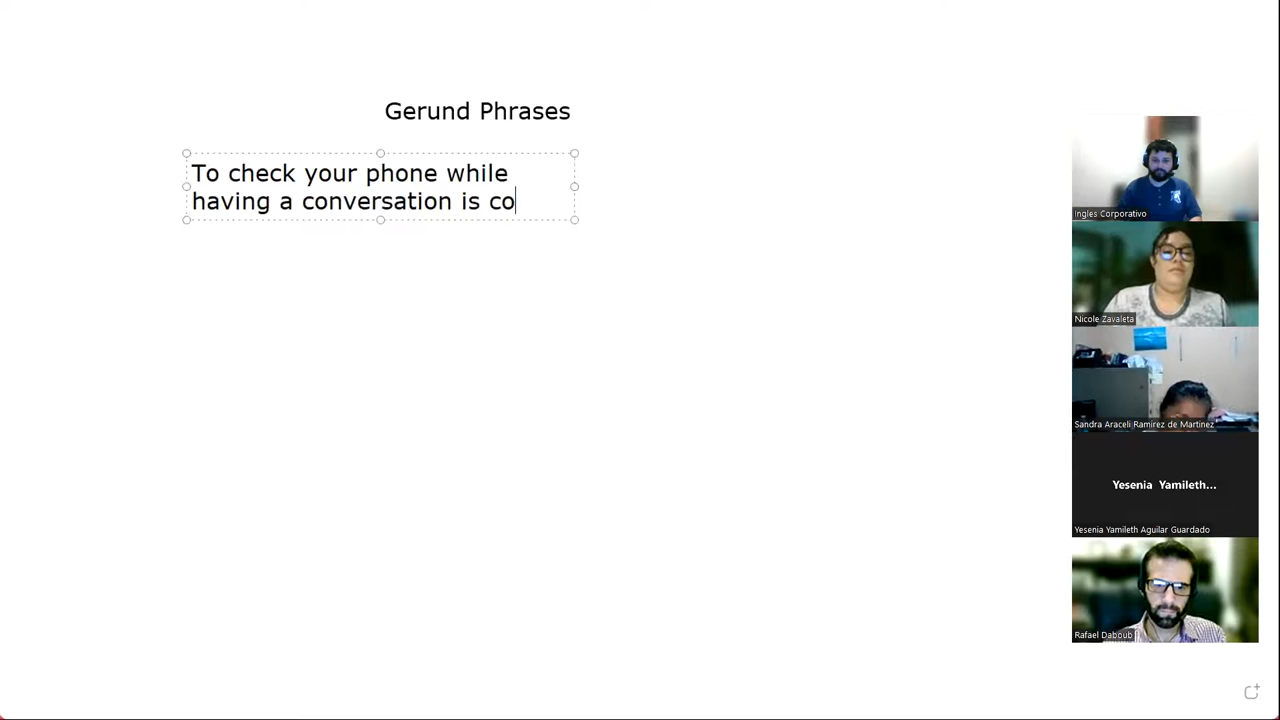 Gerund Phrases
To check your phone while
having a conversation is co
Ingles Corporativo
Nicole Zavaleta
Sandra Araceli Ramirez de Martinez
Yesenia Yamileth...
Yesenia Yamileth Aguilar Guardado
Rafael Daboub